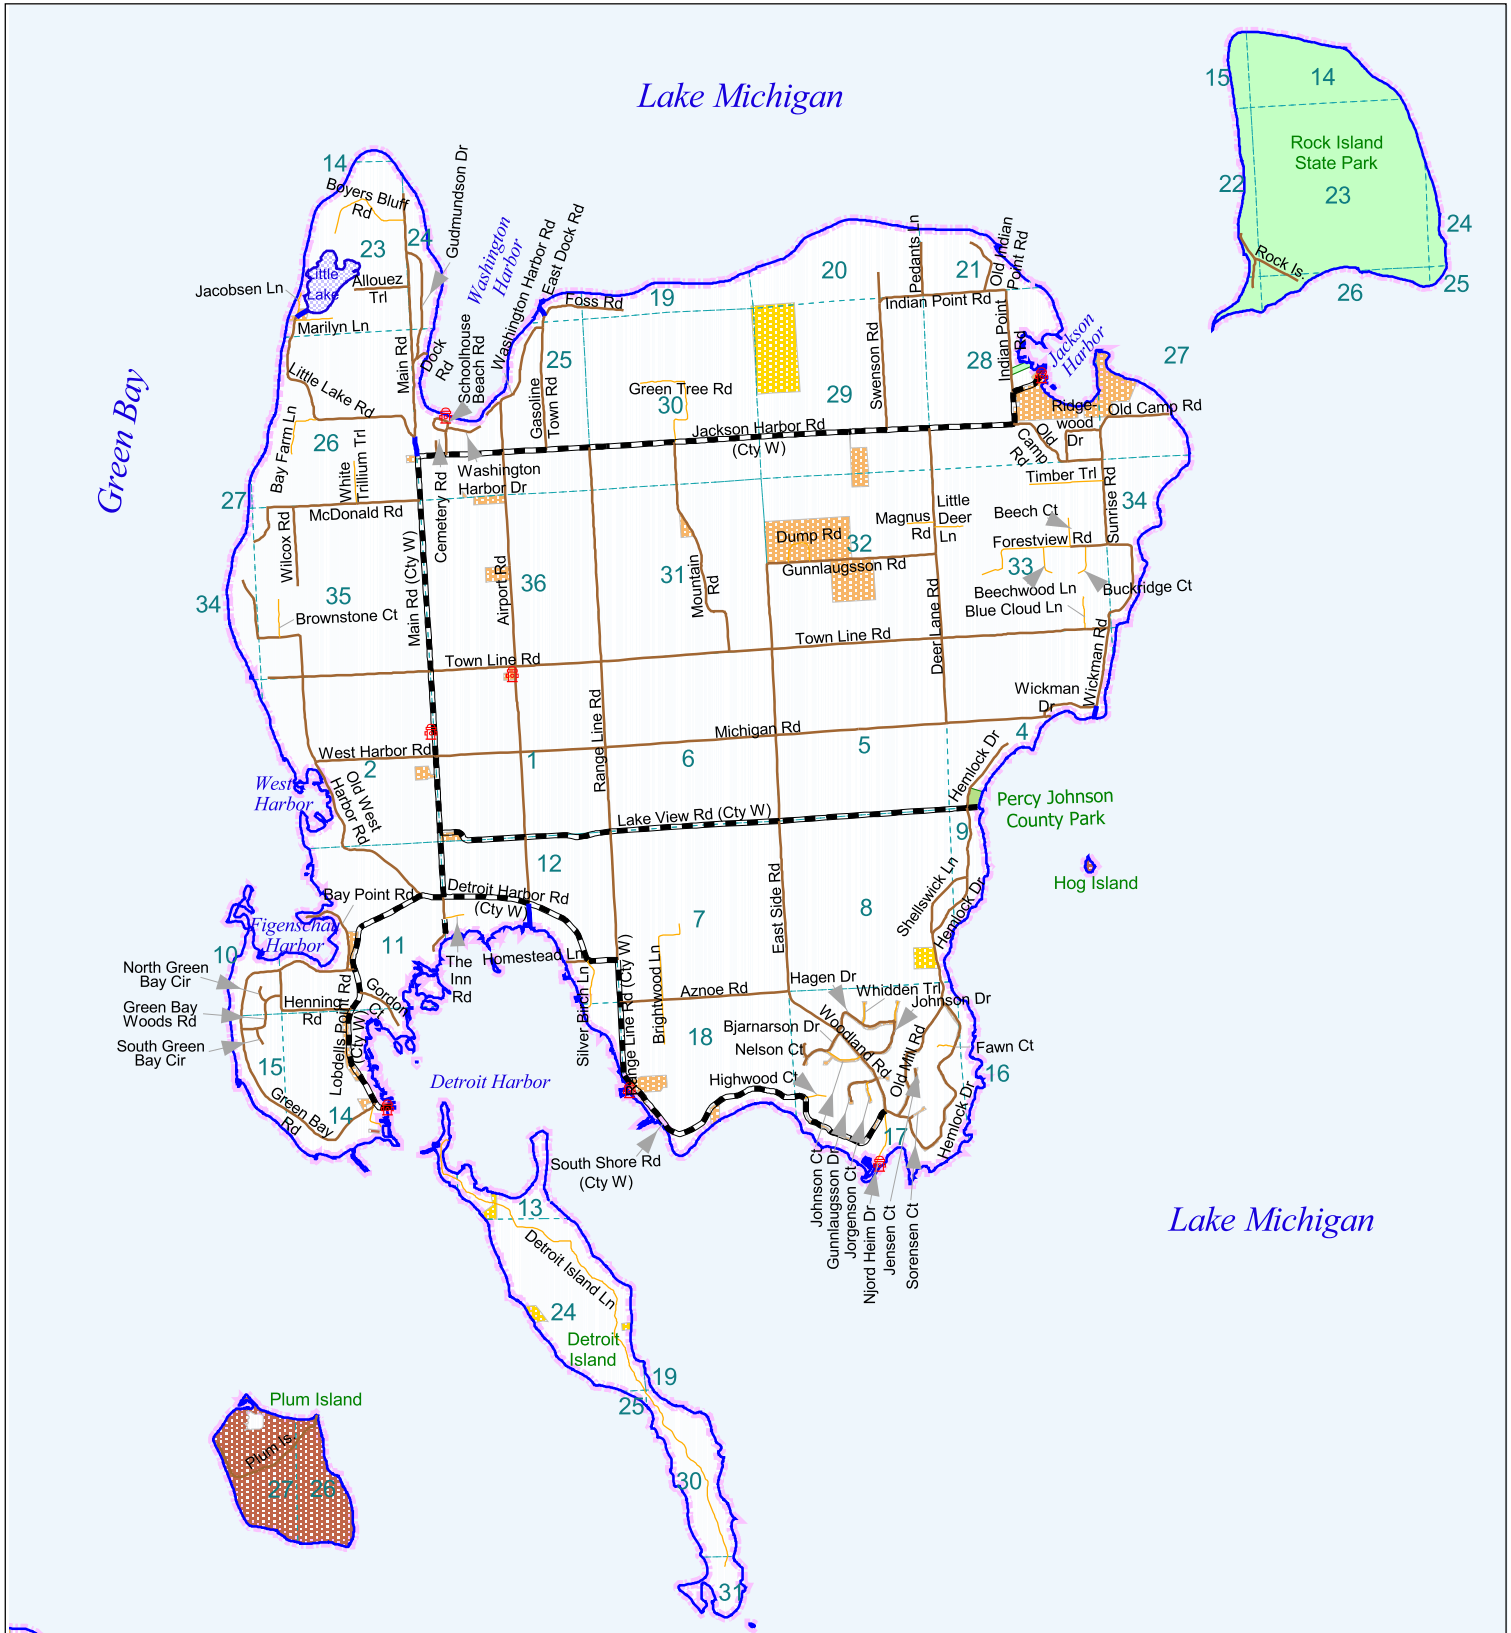 Lake Michigan
15
14
Rock Island
State Park
22
23
24
Rock Is.
25
26
14
Boyers Bluff
Rd
24
Gudmundson Dr
Washington
Harbor
Washington Harbor Rd
East Dock Rd
23
Little
Lake
Allouez
Trl
Jacobsen Ln
Marilyn Ln
Main Rd
Dock
Rd
Schoolhouse
Beach Rd
Foss Rd
19
20
Pedants Ln
21
Old Indian
Point Rd
Indian Point Rd
Indian Point
Rd
Jackson
Harbor
27
28
25
Gasoline
Town Rd
Green Tree Rd
30
29
Swenson Rd
Little Lake Rd
Green Bay
Bay Farm Ln
26
White
Trillium Trl
Jackson Harbor Rd
(Cty W)
Ridge-
wood
Dr
Old Camp Rd
Old
Camp
Rd
Timber Trl
Sunrise Rd
34
27
McDonald Rd
Washington
Harbor Dr
Cemetery Rd
Wilcox Rd
Main Rd (Cty W)
Magnus
Rd
Little
Deer
Ln
Beech Ct
Forestview Rd
33
Beechwood Ln
Blue Cloud Ln
Buckridge Ct
Dump Rd
32
Gunnlaugsson Rd
34
35
Brownstone Ct
Airport Rd
36
31
Mountain
Rd
Deer Lane Rd
Town Line Rd
Town Line Rd
Wickman Rd
Wickman
Dr
Range Line Rd
West Harbor Rd
2
1
6
Michigan Rd
5
4
Hemlock Dr
West
Harbor
Old West
Harbor Rd
Percy Johnson
County Park
Lake View Rd (Cty W)
9
12
Hog Island
Bay Point Rd
Detroit Harbor Rd
(Cty W)
East Side Rd
8
7
Shellswick Ln
Hemlock Dr
Figenschau
Harbor
10
11
North Green
Bay Cir
Green Bay
Woods Rd
South Green
Bay Cir
Henning
Rd
Gordon
Ct
Lobdells Point Rd
(Cty W)
15
Green Bay
Rd
14
The
Inn
Rd
Homestead Ln
Silver Birch Ln
Range Line Rd (Cty W)
Brightwood Ln
Aznoe Rd
18
Hagen Dr
Whidden Trl
Johnson Dr
Bjarnarson Dr
Nelson Ct
Woodland Rd
Old Mill Rd
Highwood Ct
Fawn Ct
16
Hemlock Dr
17
Detroit Harbor
South Shore Rd
(Cty W)
Johnson Ct
Gunnlaugsson Dr
Jorgenson Ct
Njord Heim Dr
Jensen Ct
Sorensen Ct
Lake Michigan
13
Detroit Island Ln
24
Detroit
Island
19
25
30
31
Plum Island
Plum Is.
27
26